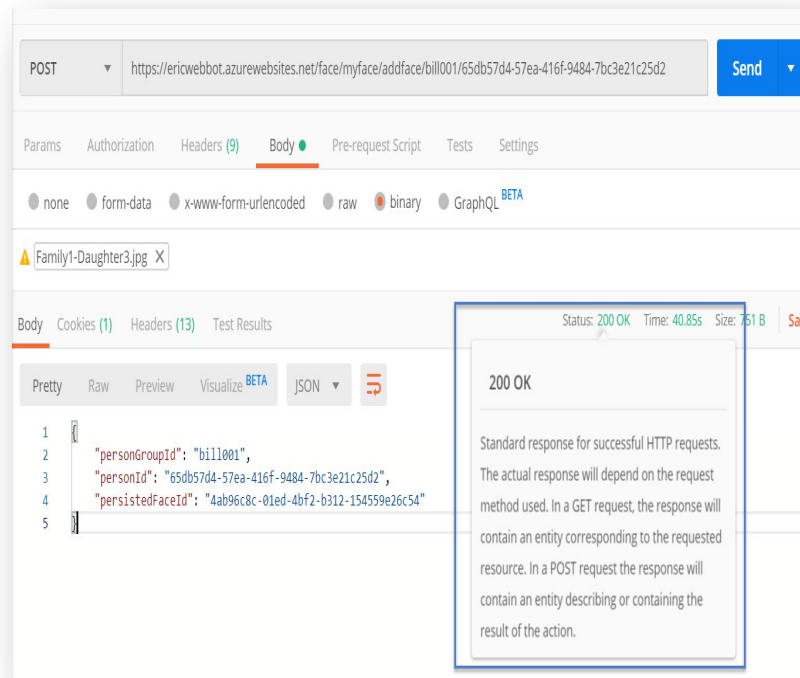 POST
https://ericwebbot.azurewebsites.net/face/myface/addface/bill001/65db57d4-57ea-416f-9484-7bc3e21c25d2
Send
Params Authorization Headers (9) Body Pre-request Script Tests Settings
none form-data x-www-form-urlencoded raw binary GraphQL BETA
Family1-Daughter3.jpg X
Body Cookies (1) Headers (13) Test Results
Status: 200 OK Time: 40.85s Size: 751 B Sa
Pretty Raw Preview Visualize BETA JSON
1 {
2 "personGroupId": "bill001",
3 "personId": "65db57d4-57ea-416f-9484-7bc3e21c25d2",
4 "persistedFaceId": "4ab96c8c-01ed-4bf2-b312-154559e26c54"
5 }
200 OK
Standard response for successful HTTP requests.
The actual response will depend on the request
method used. In a GET request, the response will
contain an entity corresponding to the requested
resource. In a POST request the response will
contain an entity describing or containing the
result of the action.